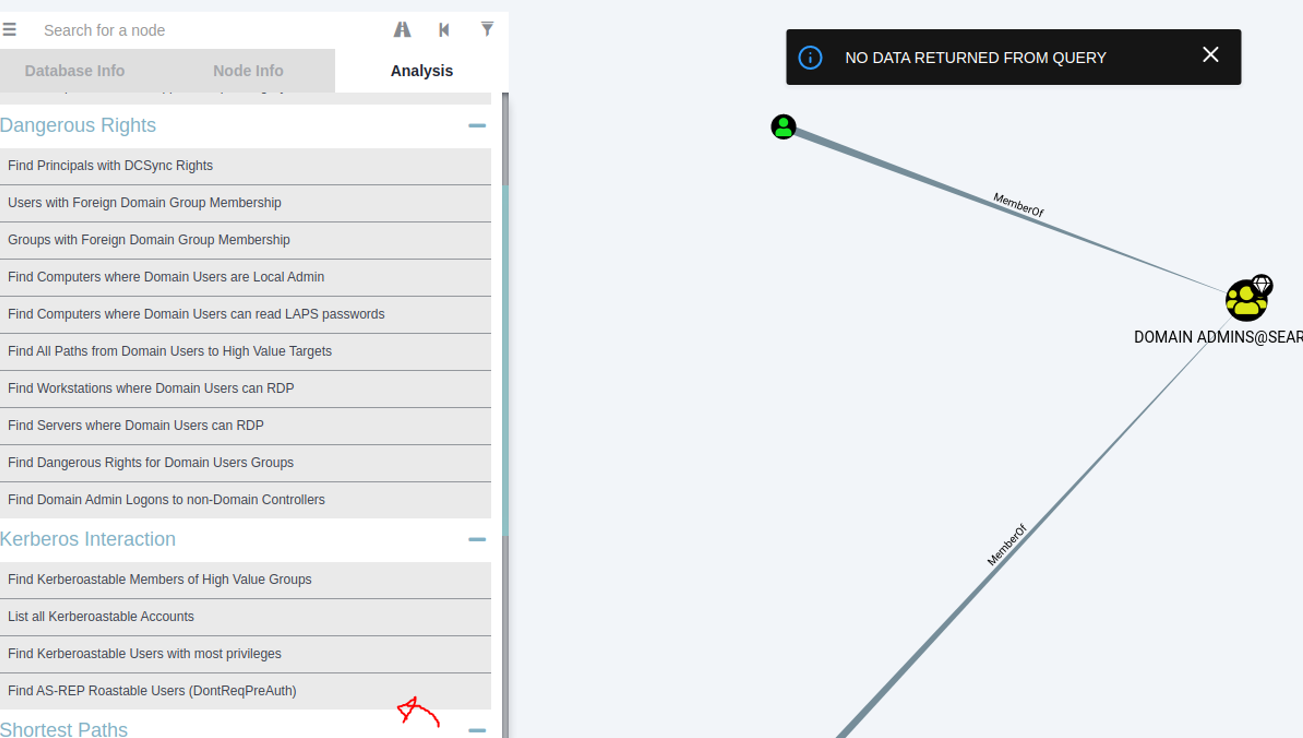 Search for a node
Database Info
Node Info
Analysis
Dangerous Rights
Find Principals with DCSync Rights
Users with Foreign Domain Group Membership
Groups with Foreign Domain Group Membership
Find Computers where Domain Users are Local Admin
Find Computers where Domain Users can read LAPS passwords
Find All Paths from Domain Users to High Value Targets
Find Workstations where Domain Users can RDP
Find Servers where Domain Users can RDP
Find Dangerous Rights for Domain Users Groups
Find Domain Admin Logons to non-Domain Controllers
Kerberos Interaction
Find Kerberoastable Members of High Value Groups
List all Kerberoastable Accounts
Find Kerberoastable Users with most privileges
Find AS-REP Roastable Users (DontReqPreAuth)
Shortest Paths
NO DATA RETURNED FROM QUERY
MemberOf
DOMAIN ADMINS@SEAR
MemberOf